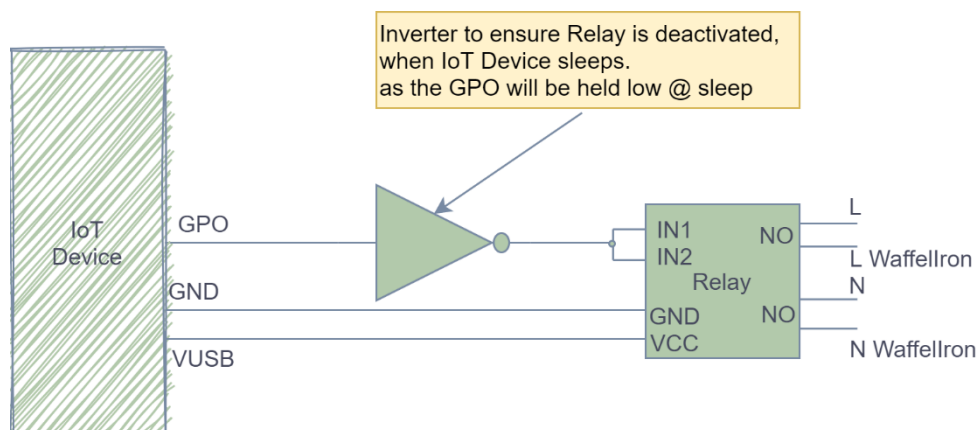 Inverter to ensure Relay is deactivated,
when IoT Device sleeps.
as the GPO will be held low @ sleep
IoT
Device
GPO
GND
VUSB
IN1
IN2
Relay
GND
VCC
NO
NO
L
L WaffelIron
N
N WaffelIron